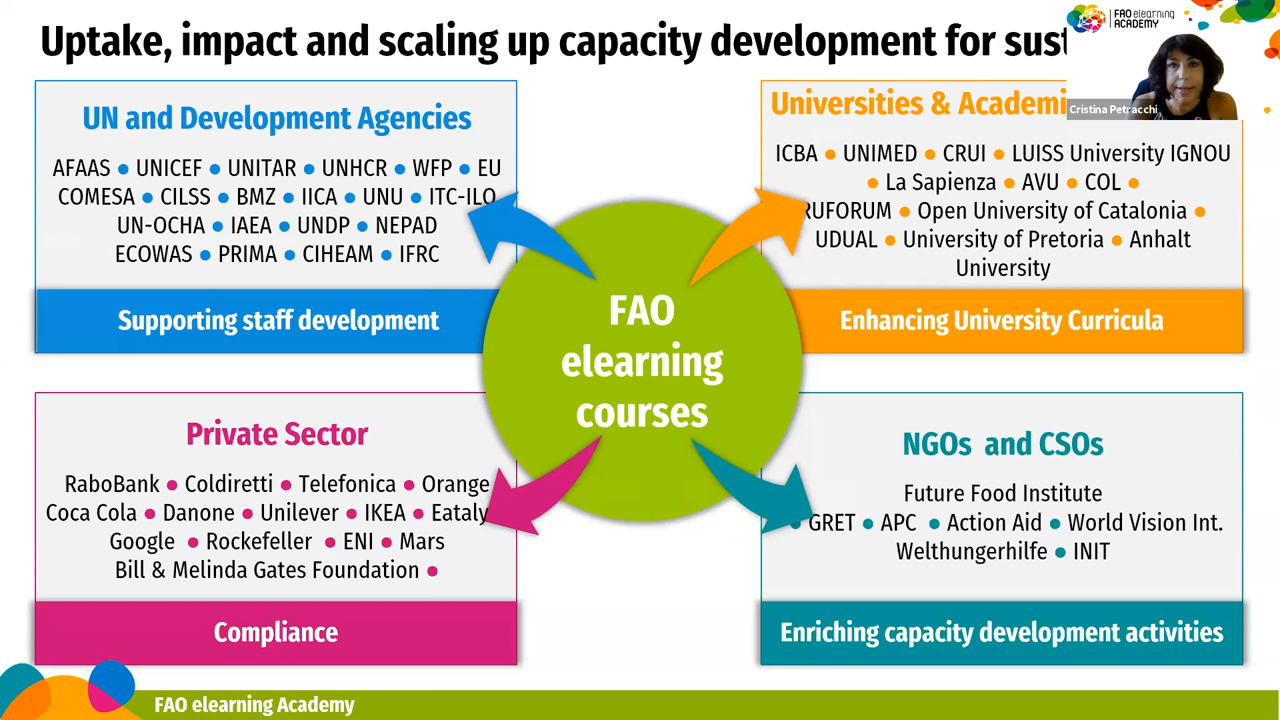 Uptake, impact and scaling up capacity development for sust
FAO elearning
ACADEMY
Cristina Petracchi
UN and Development Agencies
AFAAS ● UNICEF ● UNITAR ● UNHCR ● WFP ● EU
COMESA ● CILSS ● BMZ ● IICA ● UNU ● ITC-ILO
UN-OCHA ● IAEA ● UNDP ● NEPAD
ECOWAS ● PRIMA ● CIHEAM ● IFRC
Supporting staff development
Universities & Academi
ICBA ● UNIMED ● CRUI ● LUISS University IGNOU
● La Sapienza ● AVU ● COL ●
RUFORUM ● Open University of Catalonia ●
UDUAL ● University of Pretoria ● Anhalt
University
Enhancing University Curricula
FAO
elearning
courses
Private Sector
RaboBank ● Coldiretti ● Telefonica ● Orange
Coca Cola ● Danone ● Unilever ● IKEA ● Eataly
Google ● Rockefeller ● ENI ● Mars
Bill & Melinda Gates Foundation ●
Compliance
NGOs and CSOs
Future Food Institute
● GRET ● APC ● Action Aid ● World Vision Int.
Welthungerhilfe ● INIT
Enriching capacity development activities
FAO elearning Academy